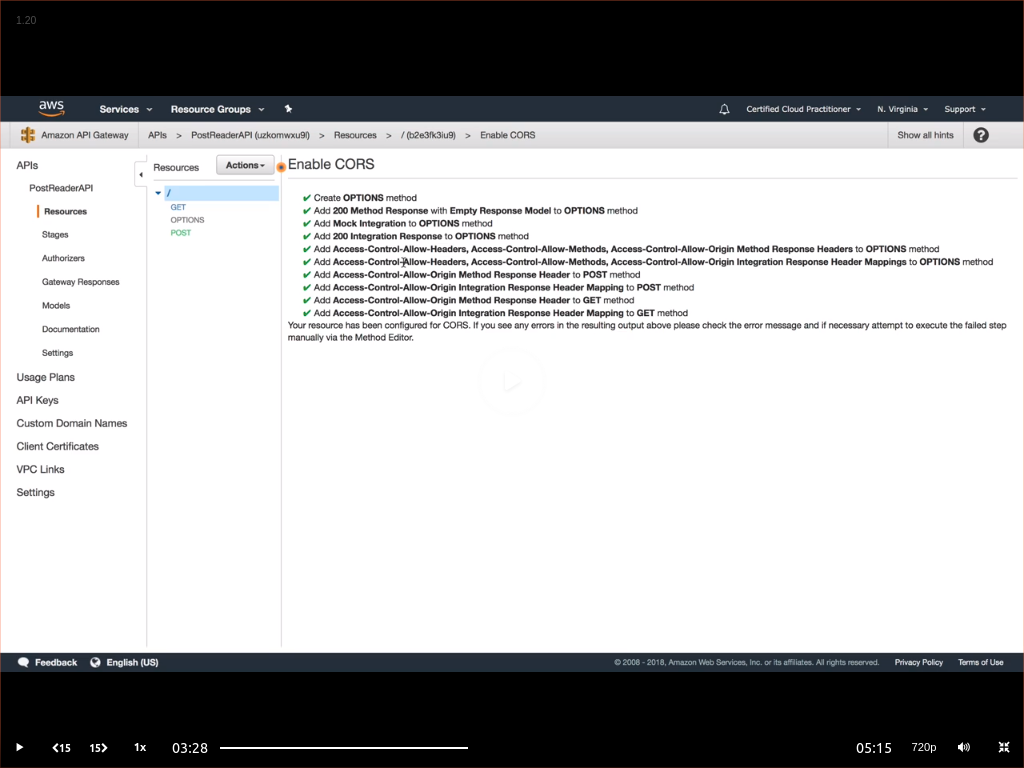 1.20
aws Services Resource Groups Certified Cloud Practitioner N. Virginia Support
Amazon API Gateway APIs > PostReaderAPI (uzkomwxu9l) > Resources > / (b2e3fk3iu9) > Enable CORS Show all hints ?
APIs
PostReaderAPI
Resources
Stages
Authorizers
Gateway Responses
Models
Documentation
Settings
Usage Plans
API Keys
Custom Domain Names
Client Certificates
VPC Links
Settings
Resources Actions
/
GET
OPTIONS
POST
Enable CORS
✔ Create OPTIONS method
✔ Add 200 Method Response with Empty Response Model to OPTIONS method
✔ Add Mock Integration to OPTIONS method
✔ Add 200 Integration Response to OPTIONS method
✔ Add Access-Control-Allow-Headers, Access-Control-Allow-Methods, Access-Control-Allow-Origin Method Response Headers to OPTIONS method
✔ Add Access-Control-Allow-Headers, Access-Control-Allow-Methods, Access-Control-Allow-Origin Integration Response Header Mappings to OPTIONS method
✔ Add Access-Control-Allow-Origin Method Response Header to POST method
✔ Add Access-Control-Allow-Origin Integration Response Header Mapping to POST method
✔ Add Access-Control-Allow-Origin Method Response Header to GET method
✔ Add Access-Control-Allow-Origin Integration Response Header Mapping to GET method
Your resource has been configured for CORS. If you see any errors in the resulting output above please check the error message and if necessary attempt to execute the failed step
manually via the Method Editor.
Feedback English (US) © 2008 - 2018, Amazon Web Services, Inc. or its affiliates. All rights reserved. Privacy Policy Terms of Use
15 15 1x 03:28 05:15 720p